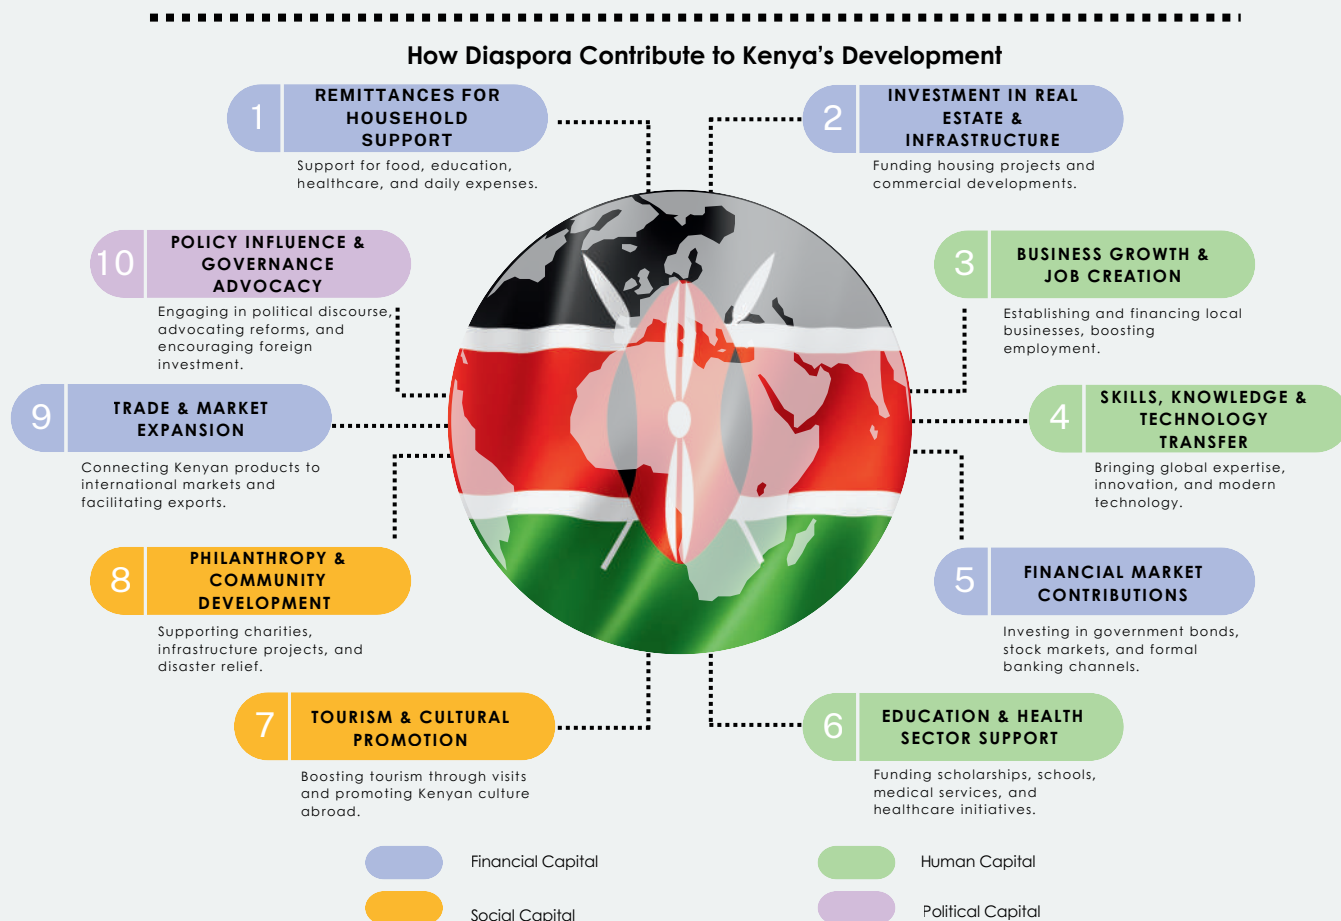 How Diaspora Contribute to Kenya's Development
1
REMITTANCES FOR
HOUSEHOLD
SUPPORT
Support for food, education,
healthcare, and daily expenses.
2
INVESTMENT IN REAL
ESTATE &
INFRASTRUCTURE
Funding housing projects and
commercial developments.
3
BUSINESS GROWTH &
JOB CREATION
Establishing and financing local
businesses, boosting
employment.
4
SKILLS, KNOWLEDGE &
TECHNOLOGY
TRANSFER
Bringing global expertise,
innovation, and modern
technology.
5
FINANCIAL MARKET
CONTRIBUTIONS
Investing in government bonds,
stock markets, and formal
banking channels.
6
EDUCATION & HEALTH
SECTOR SUPPORT
Funding scholarships, schools,
medical services, and
healthcare initiatives.
7
TOURISM & CULTURAL
PROMOTION
Boosting tourism through visits
and promoting Kenyan culture
abroad.
8
PHILANTHROPY &
COMMUNITY
DEVELOPMENT
Supporting charities,
infrastructure projects, and
disaster relief.
9
TRADE & MARKET
EXPANSION
Connecting Kenyan products to
international markets and
facilitating exports.
10
POLICY INFLUENCE &
GOVERNANCE
ADVOCACY
Engaging in political discourse,
advocating reforms, and
encouraging foreign
investment.
Financial Capital
Human Capital
Social Capital
Political Capital